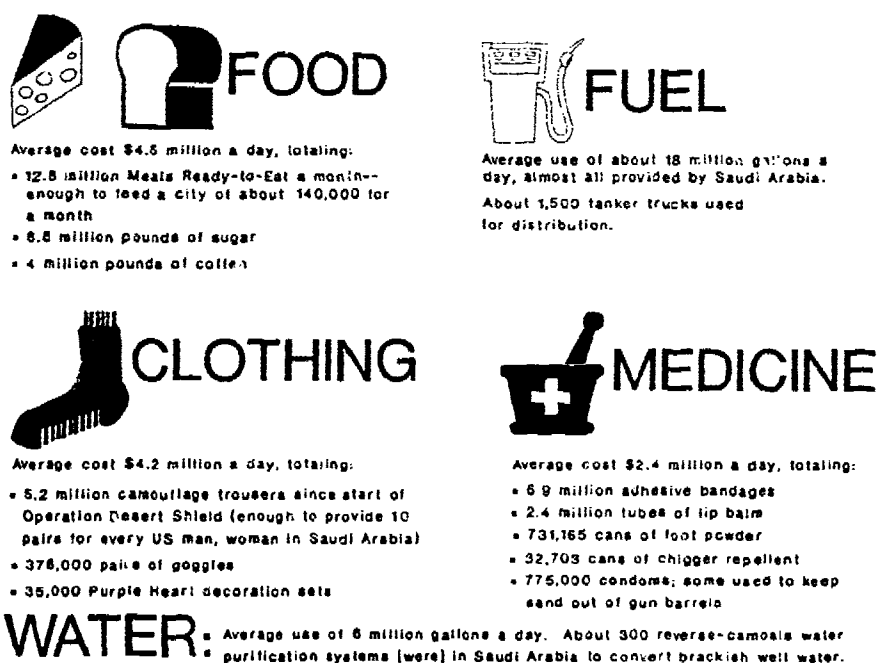 FOOD
Average cost $4.5 million a day, totaling:
• 12.5 million Meals Ready-to-Eat a month--
enough to feed a city of about 140,000 for
a month
• 6.5 million pounds of sugar
• 4 million pounds of coffee
FUEL
Average use of about 18 million gallons a
day, almost all provided by Saudi Arabia.
About 1,500 tanker trucks used
for distribution.
CLOTHING
Average cost $4.2 million a day, totaling:
• 5.2 million camouflage trousers since start of
Operation Desert Shield (enough to provide 10
pairs for every US man, woman in Saudi Arabia)
• 376,000 pairs of goggles
• 35,000 Purple Heart decoration sets
MEDICINE
Average cost $2.4 million a day, totaling:
• 6.9 million adhesive bandages
• 2.4 million tubes of lip balm
• 731,165 cans of foot powder
• 32,703 cans of chigger repellent
• 775,000 condoms; some used to keep
sand out of gun barrels
WATER: Average use of 6 million gallons a day. About 300 reverse-osmosis water
purification systems [were] in Saudi Arabia to convert brackish well water.